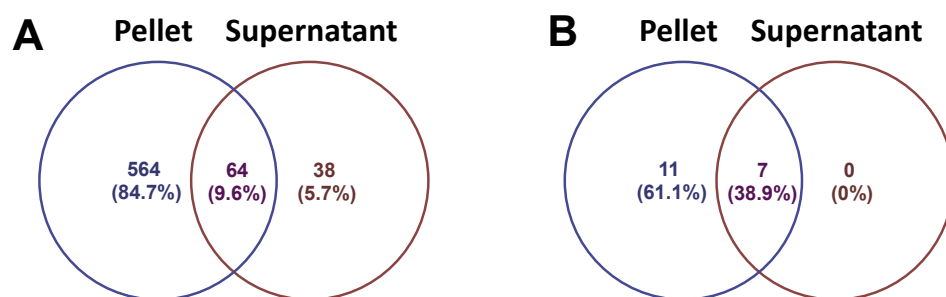 A Pellet Supernatant
564 64 38
(84.7%) (9.6%) (5.7%)
B Pellet Supernatant
11 7 0
(61.1%) (38.9%) (0%)